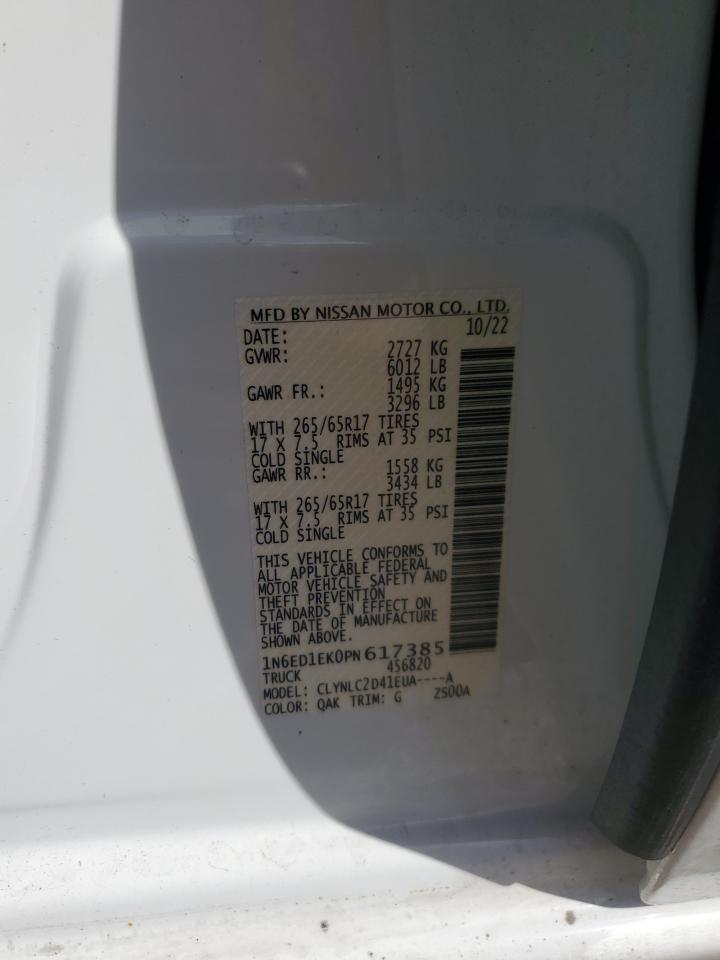 MFD BY NISSAN MOTOR CO., LTD.
DATE: 10/22
GVWR: 2727 KG
6012 LB
GAWR FR.: 1495 KG
3296 LB
WITH 265/65R17 TIRES
17 X 7.5 RIMS AT 35 PSI
COLD SINGLE
GAWR RR.: 1558 KG
3434 LB
WITH 265/65R17 TIRES
17 X 7.5 RIMS AT 35 PSI
COLD SINGLE
THIS VEHICLE CONFORMS TO
ALL APPLICABLE FEDERAL
MOTOR VEHICLE SAFETY AND
THEFT PREVENTION
STANDARDS IN EFFECT ON
THE DATE OF MANUFACTURE
SHOWN ABOVE.
1N6ED1EK0PN617385
TRUCK 456820
MODEL: CLYNLC2D41EUA----A
COLOR: QAK TRIM: G ZS00A